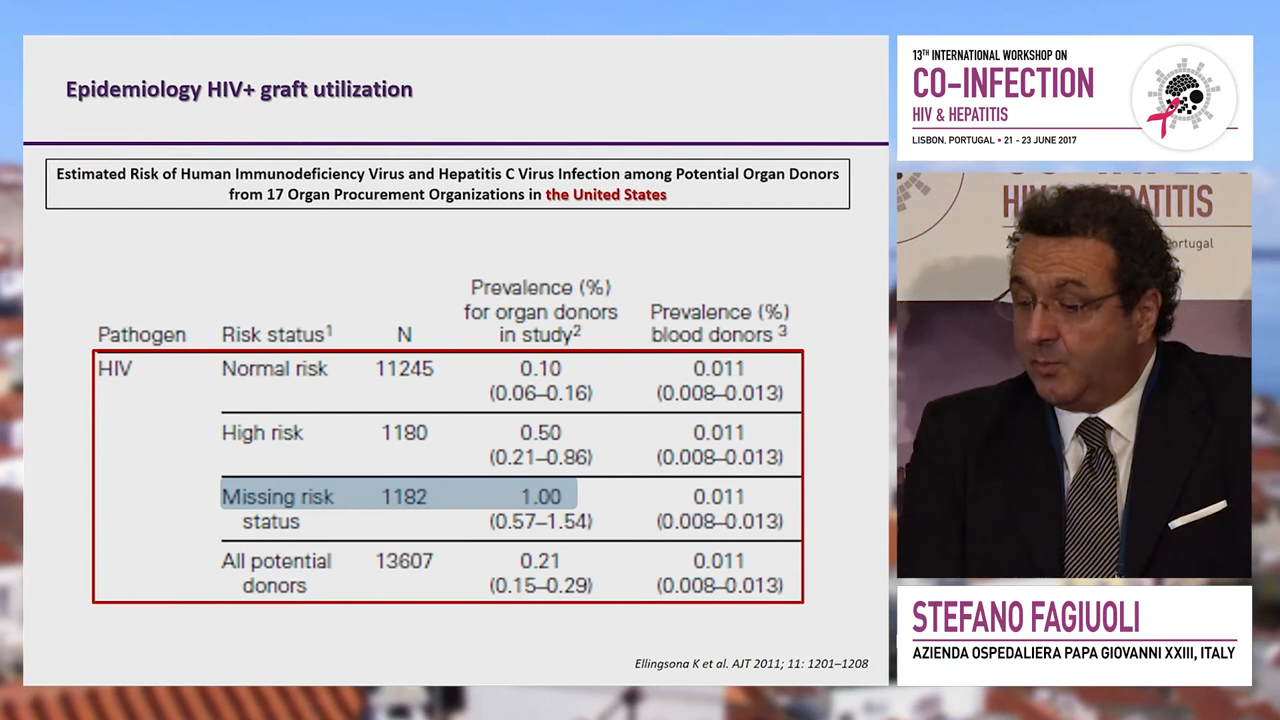 Epidemiology HIV+ graft utilization
Estimated Risk of Human Immunodeficiency Virus and Hepatitis C Virus Infection among Potential Organ Donors
from 17 Organ Procurement Organizations in the United States
Prevalence (%)
for organ donors
in study2
Prevalence (%)
blood donors 3
Pathogen Risk status1 N
HIV Normal risk 11245 0.10 0.011
(0.06–0.16) (0.008–0.013)
High risk 1180 0.50 0.011
(0.21–0.86) (0.008–0.013)
Missing risk 1182 1.00 0.011
status (0.57–1.54) (0.008–0.013)
All potential 13607 0.21 0.011
donors (0.15–0.29) (0.008–0.013)
Ellingsona K et al. AJT 2011; 11: 1201–1208
13TH INTERNATIONAL WORKSHOP ON
CO-INFECTION
HIV & HEPATITIS
LISBON, PORTUGAL • 21 - 23 JUNE 2017
STEFANO FAGIUOLI
AZIENDA OSPEDALIERA PAPA GIOVANNI XXIII, ITALY